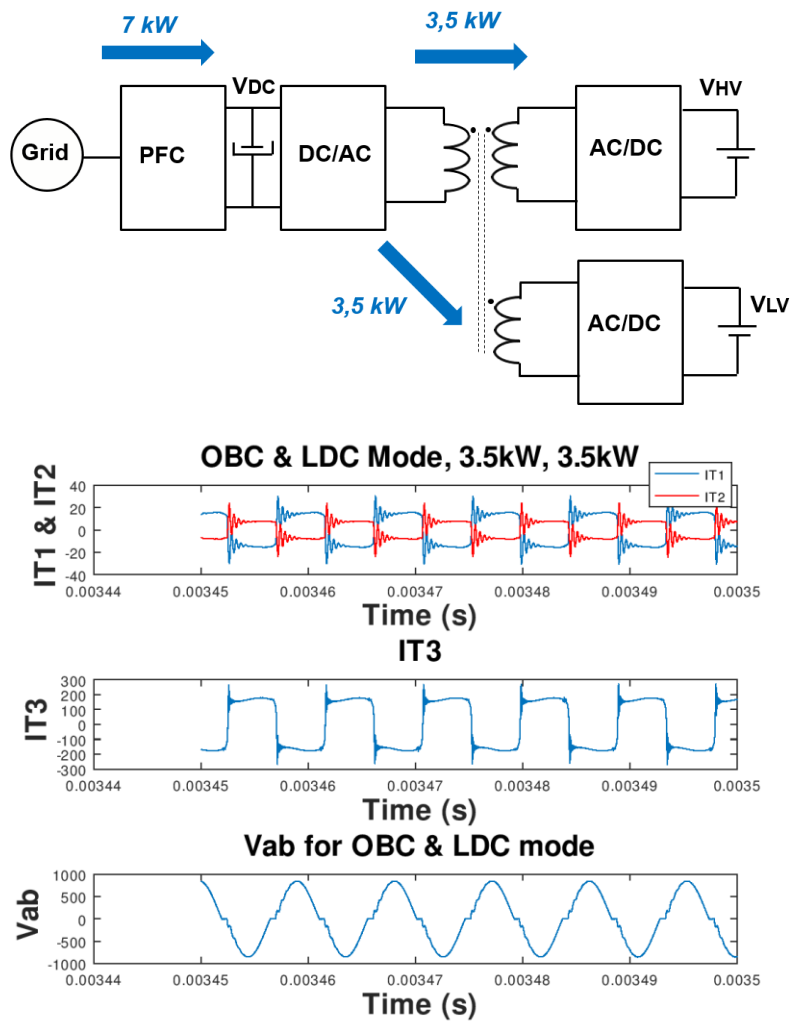 7 kW
3,5 kW
VDC
VHV
Grid
PFC
DC/AC
AC/DC
3,5 kW
AC/DC
VLV
OBC & LDC Mode, 3.5kW, 3.5kW
IT1 & IT2
40
20
0
-20
-40
IT1
IT2
0.00344 0.00345 0.00346 0.00347 0.00348 0.00349 0.0035
Time (s)
IT3
IT3
300
200
100
0
-100
-200
-300
0.00344 0.00345 0.00346 0.00347 0.00348 0.00349 0.0035
Time (s)
Vab for OBC & LDC mode
Vab
1000
500
0
-500
-1000
0.00344 0.00345 0.00346 0.00347 0.00348 0.00349 0.0035
Time (s)